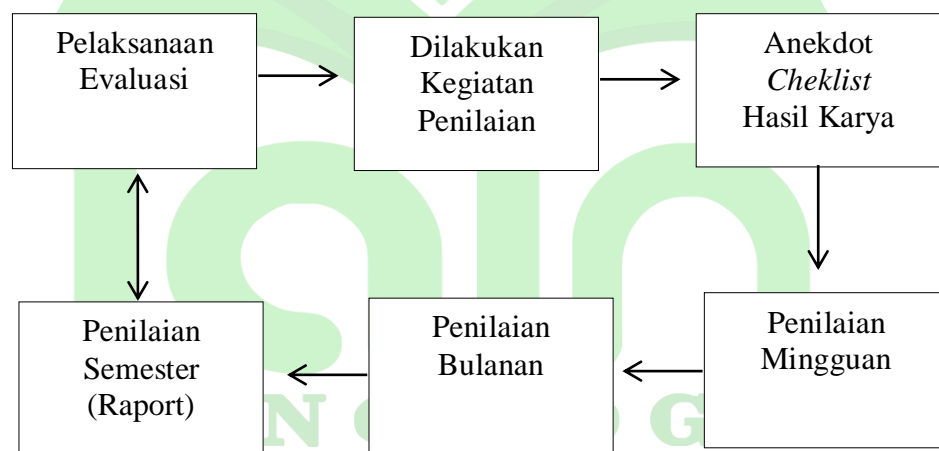 Pelaksanaan
Evaluasi
Dilakukan
Kegiatan
Penilaian
Anekdot
Cheklist
Hasil Karya
Penilaian
Semester
(Raport)
Penilaian
Bulanan
Penilaian
Mingguan